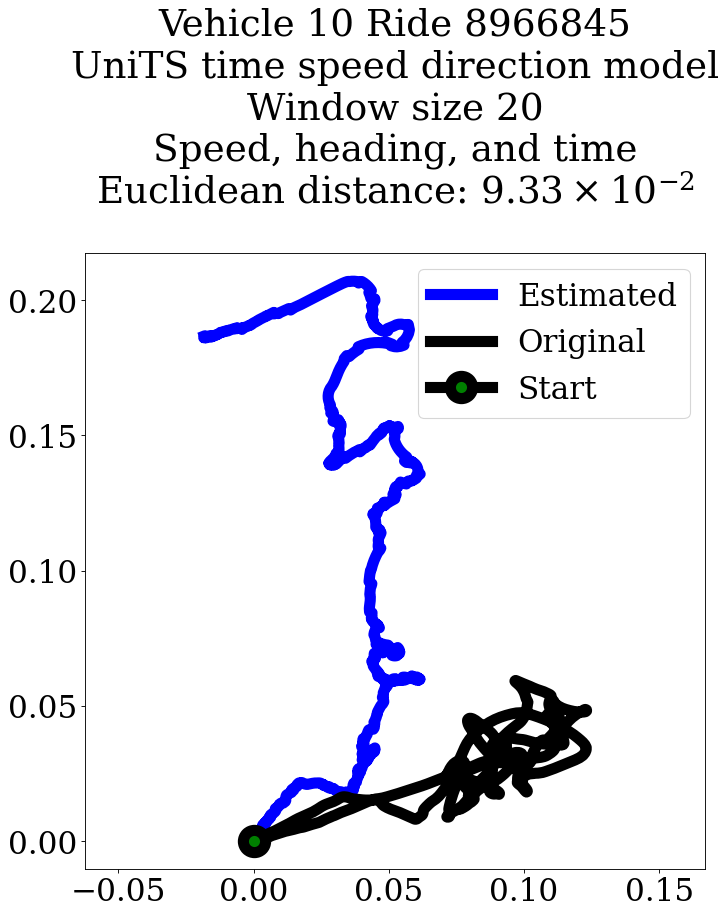 Vehicle 10 Ride 8966845
UniTS time speed direction model
Window size 20
Speed, heading, and time
Euclidean distance: 9.33 × 10⁻²
Estimated
Original
Start
0.20
0.15
0.10
0.05
0.00
−0.05 0.00 0.05 0.10 0.15